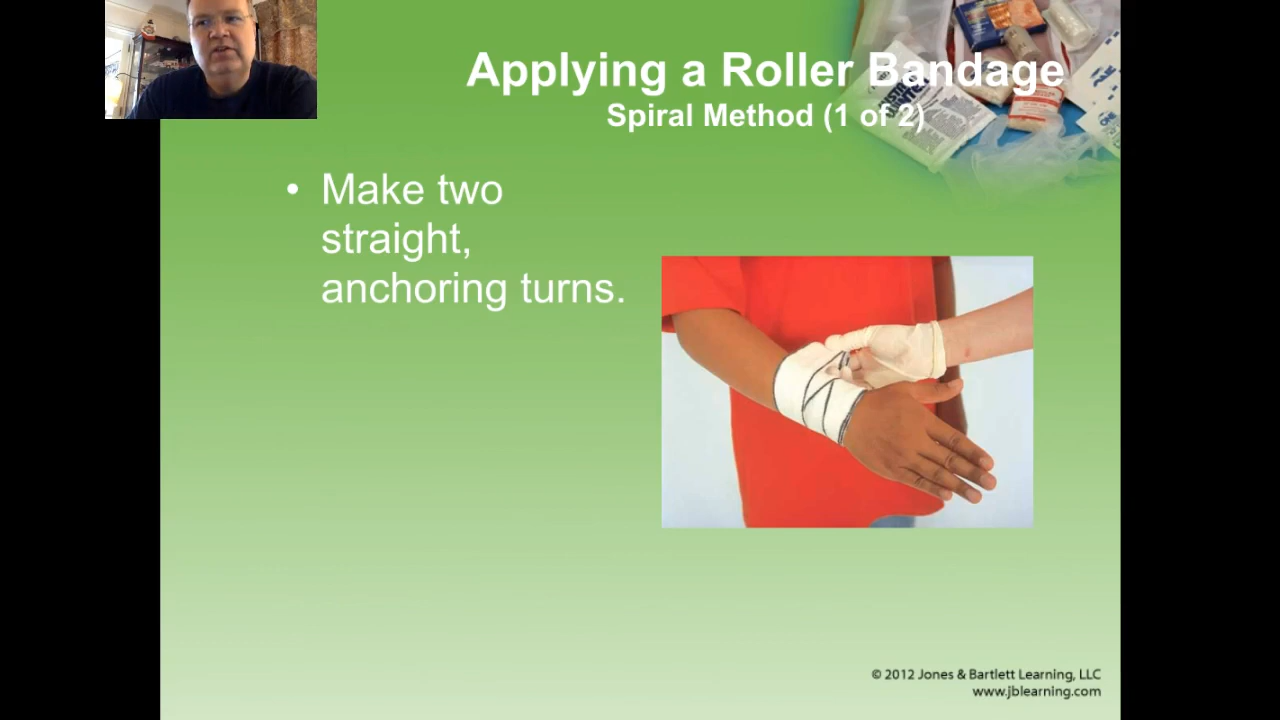 Applying a Roller Bandage
Spiral Method (1 of 2)
• Make two
straight,
anchoring turns.
© 2012 Jones & Bartlett Learning, LLC
www.jblearning.com